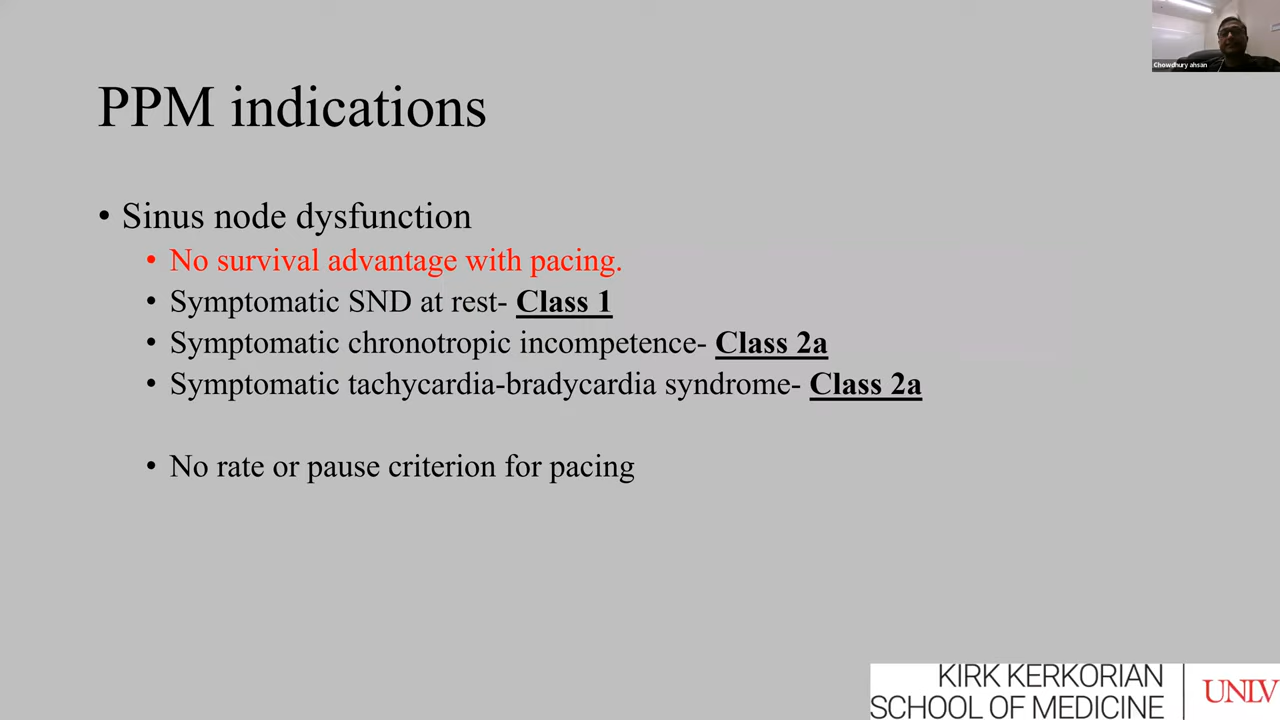 Chowdhury ahsan
PPM indications
• Sinus node dysfunction
• No survival advantage with pacing.
• Symptomatic SND at rest- Class 1
• Symptomatic chronotropic incompetence- Class 2a
• Symptomatic tachycardia-bradycardia syndrome- Class 2a
• No rate or pause criterion for pacing
KIRK KERKORIAN
SCHOOL OF MEDICINE
UNLV